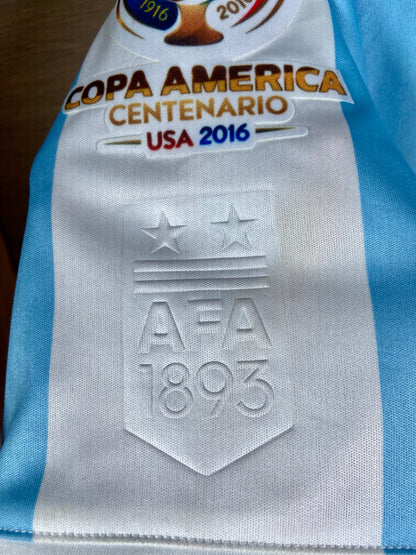 1916 2016
COPA AMERICA
CENTENARIO
USA 2016
AFA
1893